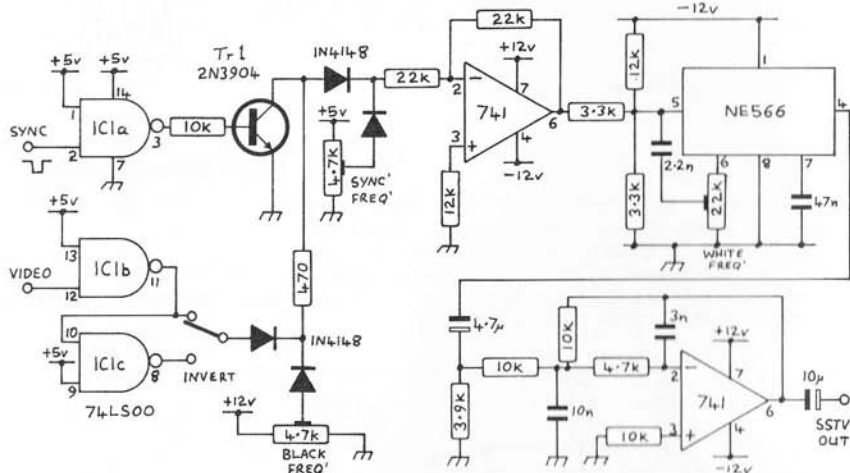 +5v
+5v
14
1
IC1a
3
SYNC
2
7
10k
Tr1
2N3904
1N4148
+5v
4.7k
SYNC'
FREQ'
22k
22k
+12v
2
7
741
6
3
4
-12v
12k
3.3k
12k
3.3k
-12v
1
5
NE566
4
6
8
7
2.2n
22k
47n
WHITE
FREQ'
+5v
13
IC1b
11
VIDEO
12
10
IC1c
+5v
8
9
74LS00
INVERT
470
1N4148
+12v
4.7k
BLACK
FREQ'
4.7µ
3.9k
10k
10k
10n
4.7k
3n
+12v
2
7
741
6
3
4
10k
-12v
10µ
SSTV
OUT